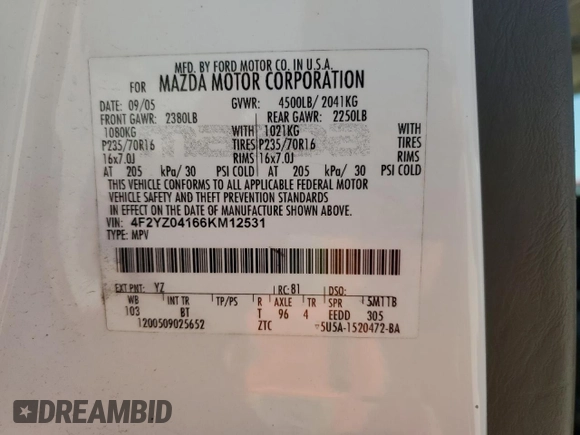 MFD. BY FORD MOTOR CO. IN U.S.A.
FOR MAZDA MOTOR CORPORATION
DATE: 09/05 GVWR: 4500LB/ 2041KG
FRONT GAWR: 2380LB REAR GAWR: 2250LB
1080KG WITH 1021KG WITH
P235/70R16 TIRES P235/70R16 TIRES
16x7.0J RIMS 16x7.0J RIMS
AT 205 kPa/ 30 PSI COLD AT 205 kPa/ 30 PSI COLD
THIS VEHICLE CONFORMS TO ALL APPLICABLE FEDERAL MOTOR
VEHICLE SAFETY AND THEFT PREVENTION STANDARDS
IN EFFECT ON THE DATE OF MANUFACTURE SHOWN ABOVE.
VIN: 4F2YZ04166KM12531
TYPE: MPV
EXT PNT: YZ RC: 81 DSO:
WB INT TR TP/PS R AXLE TR SPR 5M11B
103 BT T 96 4 EEDD 305
1200509025652 ZTC 5U5A-1520472-BA
DREAMBID